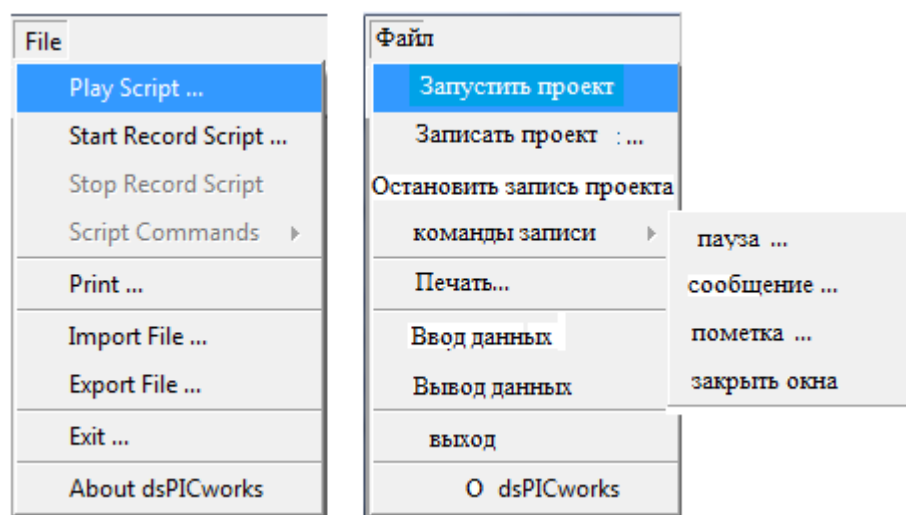 File
Play Script ...
Start Record Script ...
Stop Record Script
Script Commands
Print ...
Import File ...
Export File ...
Exit ...
About dsPICworks
Файл
Запустить проект
Записать проект : ...
Остановить запись проекта
команды записи
Печать...
Ввод данных
Вывод данных
выход
О dsPICworks
пауза ...
сообщение ...
пометка ...
закрыть окна